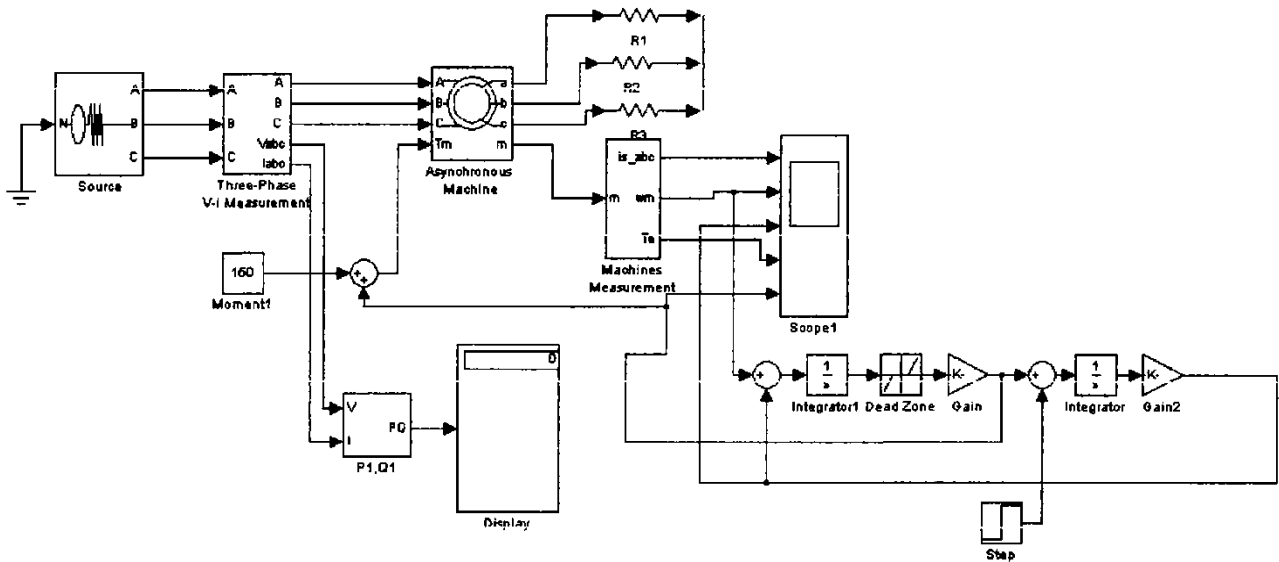 R1
R2
R3
N
A
B
C
Source
A
B
C
A
B
C
Vabc
Iabc
Three-Phase
V-I Measurement
A
B
C
Tm
a
b
c
m
Asynchronous
Machine
m
is_abc
wm
Te
Machines
Measurement
Scope1
160
Moment1
+
+
V
I
PQ
P1,Q1
0
Display
+
1
s
Integrator1
Dead Zone
K-
Gain
+
1
s
Integrator
K-
Gain2
Step